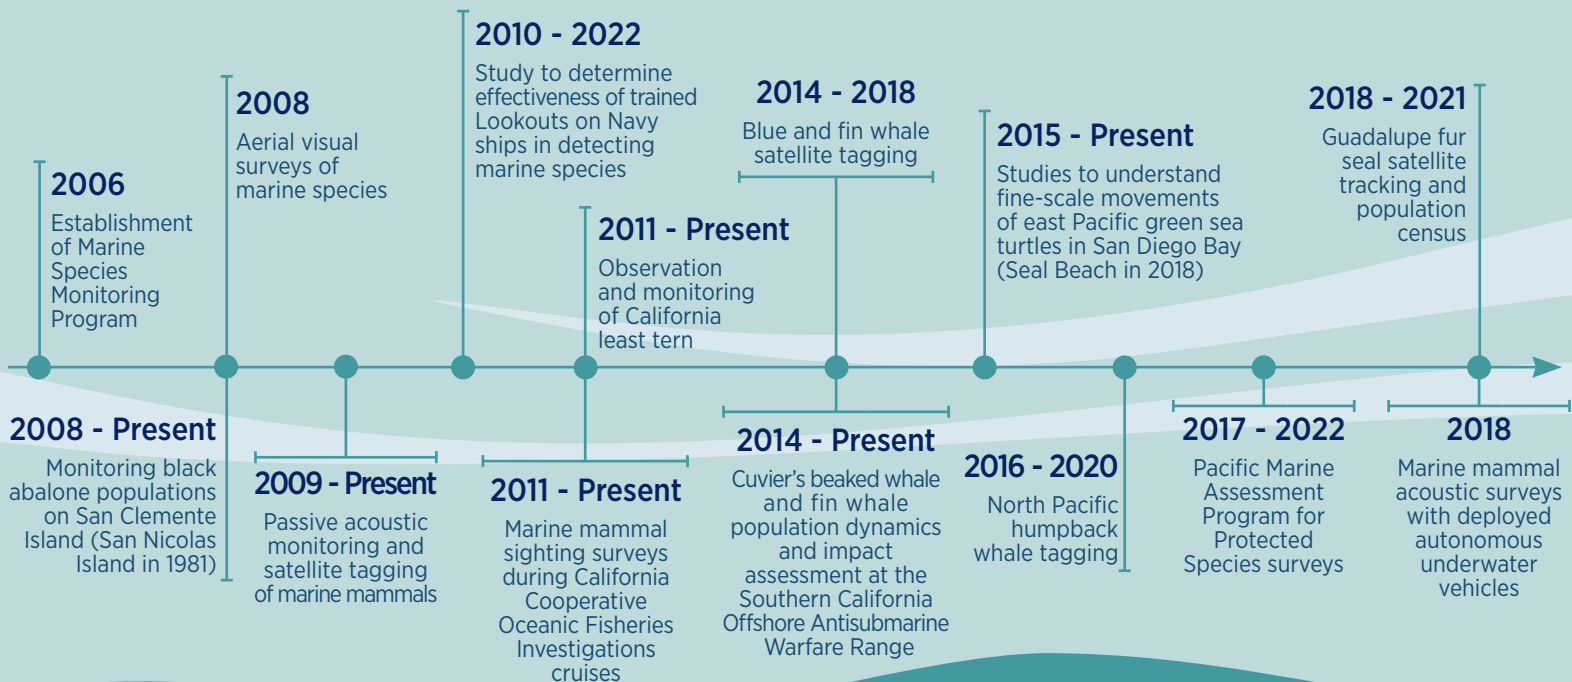 2006
Establishment
of Marine
Species
Monitoring
Program
2008
Aerial visual
surveys of
marine species
2008 - Present
Monitoring black
abalone populations
on San Clemente
Island (San Nicolas
Island in 1981)
2009 - Present
Passive acoustic
monitoring and
satellite tagging
of marine mammals
2010 - 2022
Study to determine
effectiveness of trained
Lookouts on Navy
ships in detecting
marine species
2011 - Present
Observation
and monitoring
of California
least tern
2011 - Present
Marine mammal
sighting surveys
during California
Cooperative
Oceanic Fisheries
Investigations
cruises
2014 - 2018
Blue and fin whale
satellite tagging
2014 - Present
Cuvier’s beaked whale
and fin whale
population dynamics
and impact
assessment at the
Southern California
Offshore Antisubmarine
Warfare Range
2015 - Present
Studies to understand
fine-scale movements
of east Pacific green sea
turtles in San Diego Bay
(Seal Beach in 2018)
2016 - 2020
North Pacific
humpback
whale tagging
2017 - 2022
Pacific Marine
Assessment
Program for
Protected
Species surveys
2018 - 2021
Guadalupe fur
seal satellite
tracking and
population
census
2018
Marine mammal
acoustic surveys
with deployed
autonomous
underwater
vehicles